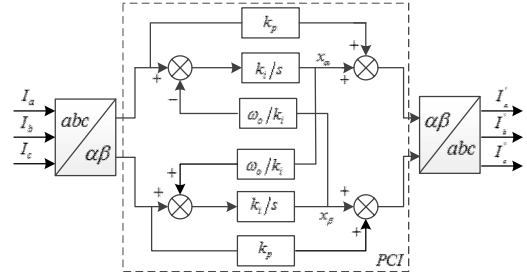 k_p
+
+
+
x_α
k_i/s
+
−
I_a
I_b
I_c
abc
αβ
ω_o/k_i
ω_o/k_i
αβ
abc
I'_a
I'_b
+
+
k_i/s
x_β
+
+
k_p
PCI